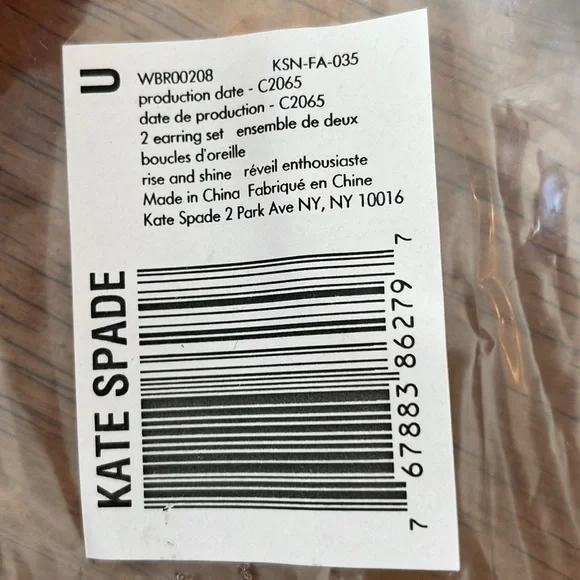 U
WBR00208 KSN-FA-035
production date - C2065
date de production - C2065
2 earring set ensemble de deux
boucles d'oreille
rise and shine réveil enthousiaste
Made in China Fabriqué en Chine
Kate Spade 2 Park Ave NY, NY 10016
KATE SPADE
7 67883 86279 7